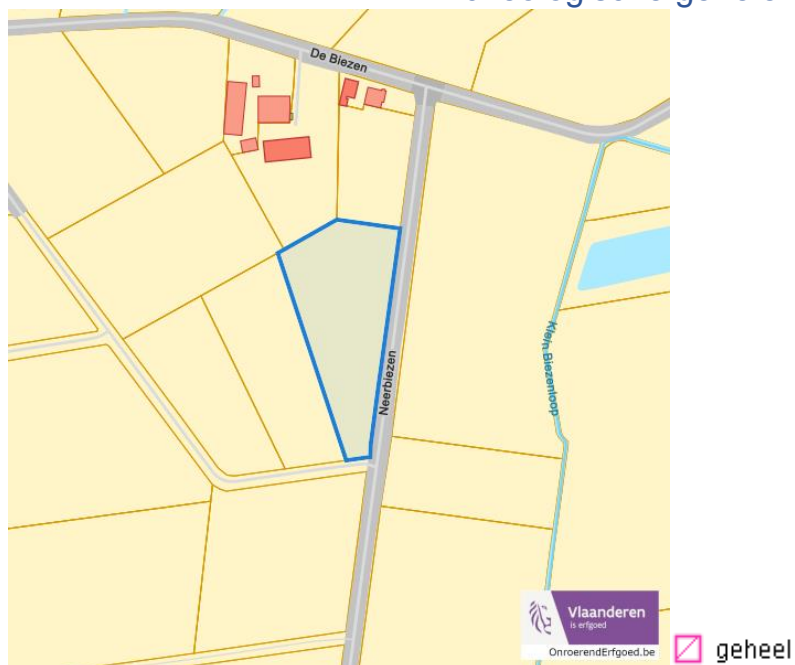 De Biezen
Neerbiezen
Klein Biezenloop
Vlaanderen
is erfgoed
OnroerendErfgoed.be
geheel